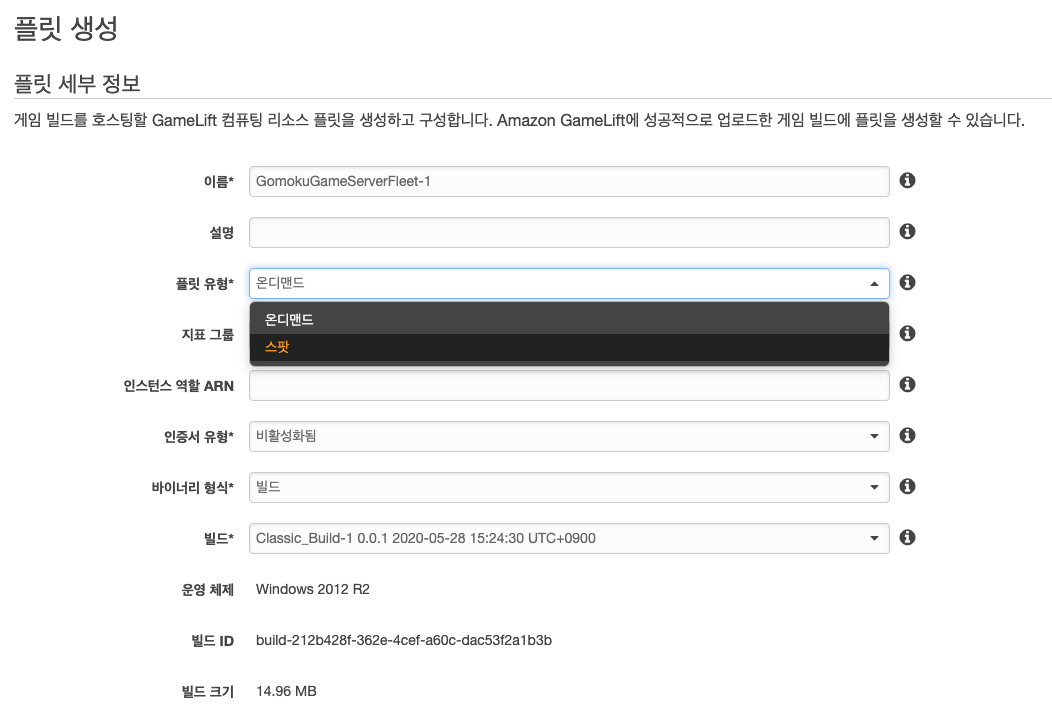 플릿 생성
플릿 세부 정보
게임 빌드를 호스팅할 GameLift 컴퓨팅 리소스 플릿을 생성하고 구성합니다. Amazon GameLift에 성공적으로 업로드한 게임 빌드에 플릿을 생성할 수 있습니다.
이름* GomokuGameServerFleet-1
설명
플릿 유형* 온디맨드
온디맨드
지표 그룹
스팟
인스턴스 역할 ARN
인증서 유형* 비활성화됨
바이너리 형식* 빌드
빌드* Classic_Build-1 0.0.1 2020-05-28 15:24:30 UTC+0900
운영 체제 Windows 2012 R2
빌드 ID build-212b428f-362e-4cef-a60c-dac53f2a1b3b
빌드 크기 14.96 MB